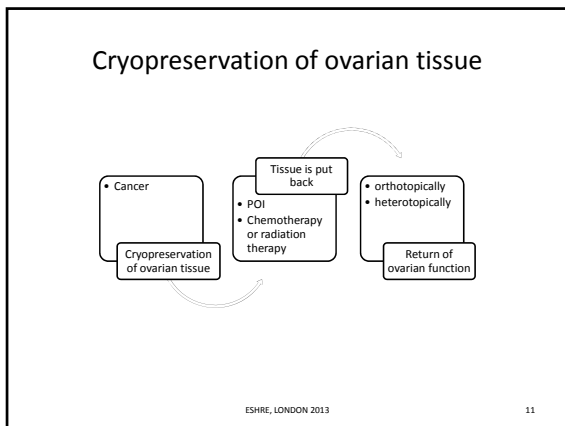 Cryopreservation of ovarian tissue
• Cancer
Cryopreservation
of ovarian tissue
Tissue is put
back
• POI
• Chemotherapy
or radiation
therapy
• orthotopically
• heterotopically
Return of
ovarian function
ESHRE, LONDON 2013
11